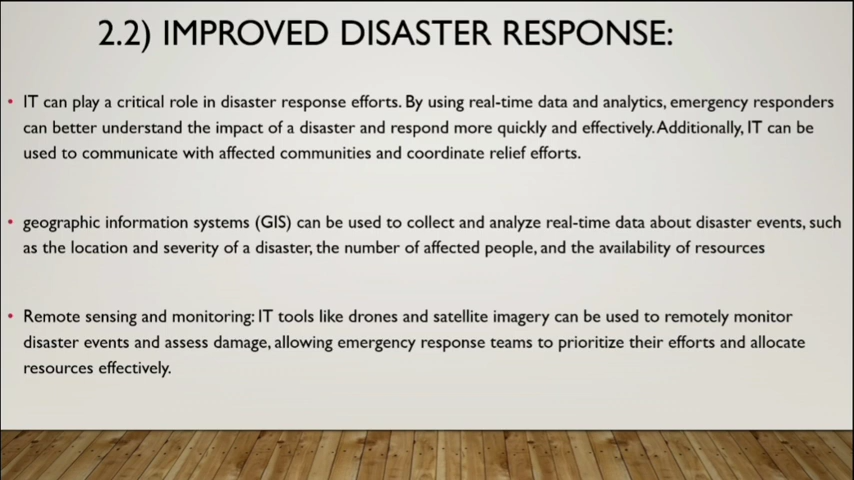 2.2) IMPROVED DISASTER RESPONSE:
• IT can play a critical role in disaster response efforts. By using real-time data and analytics, emergency responders
can better understand the impact of a disaster and respond more quickly and effectively. Additionally, IT can be
used to communicate with affected communities and coordinate relief efforts.
• geographic information systems (GIS) can be used to collect and analyze real-time data about disaster events, such
as the location and severity of a disaster, the number of affected people, and the availability of resources
• Remote sensing and monitoring: IT tools like drones and satellite imagery can be used to remotely monitor
disaster events and assess damage, allowing emergency response teams to prioritize their efforts and allocate
resources effectively.